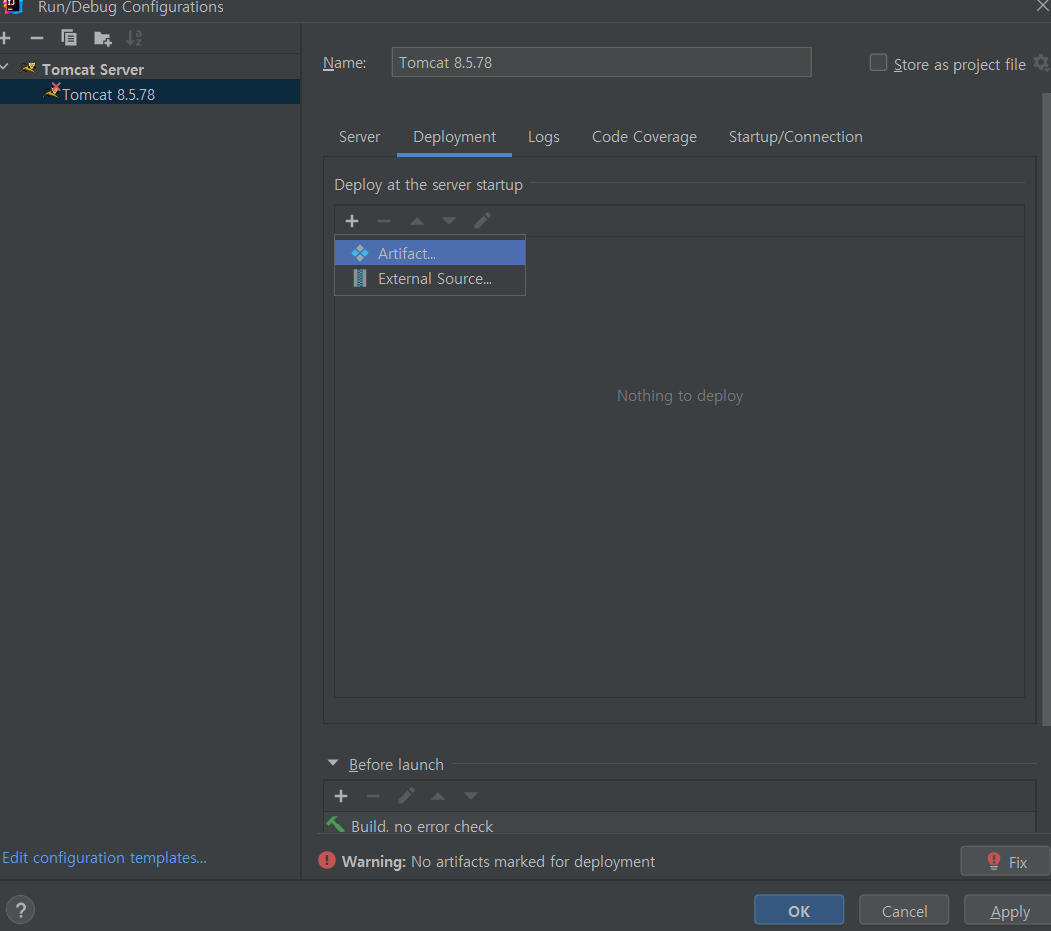 Run/Debug Configurations
Tomcat Server
Tomcat 8.5.78
Edit configuration templates...
Name: Tomcat 8.5.78 Store as project file
Server Deployment Logs Code Coverage Startup/Connection
Deploy at the server startup
Artifact...
External Source...
Nothing to deploy
Before launch
Build, no error check
Warning: No artifacts marked for deployment Fix
? OK Cancel Apply